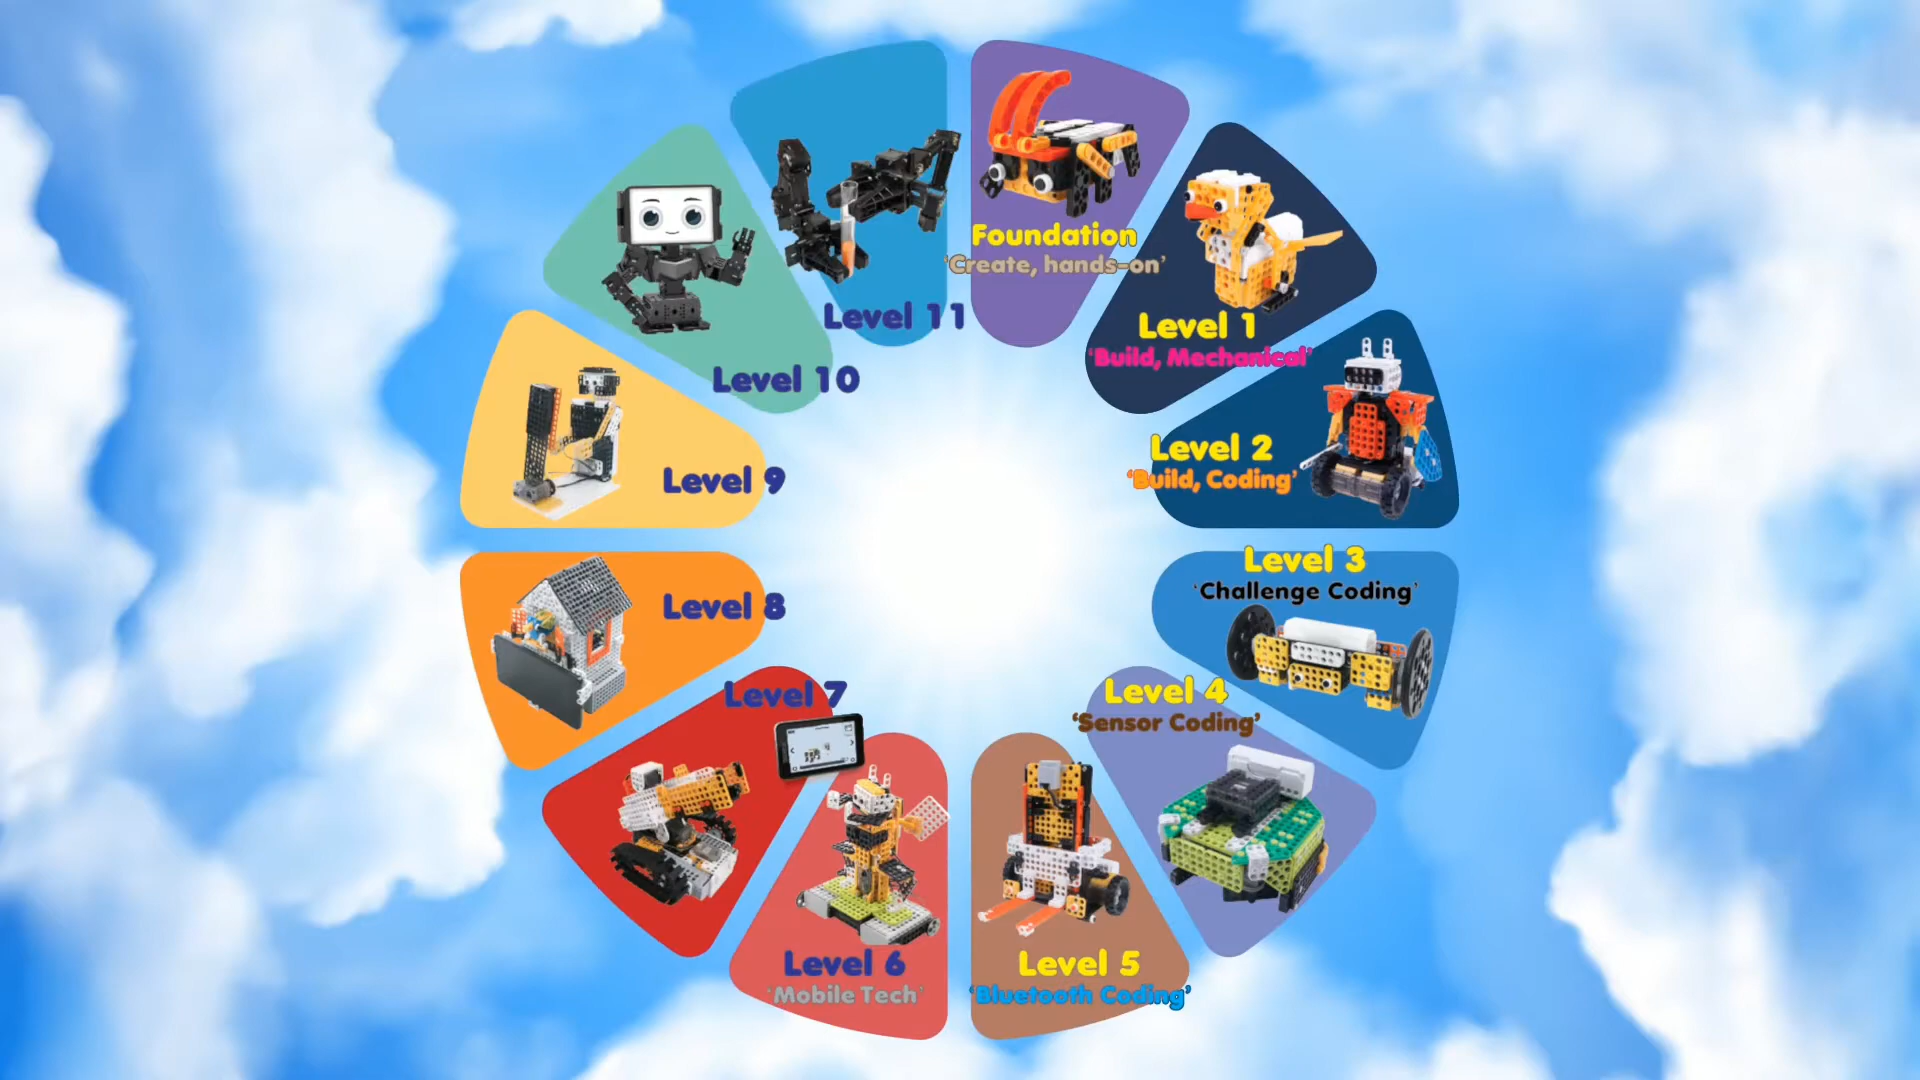 Foundation
‘Create, hands-on’
Level 1
‘Build, Mechanical’
Level 2
‘Build, Coding’
Level 3
‘Challenge Coding’
Level 4
‘Sensor Coding’
Level 5
‘Bluetooth Coding’
Level 6
‘Mobile Tech’
Level 7
Level 8
Level 9
Level 10
Level 11